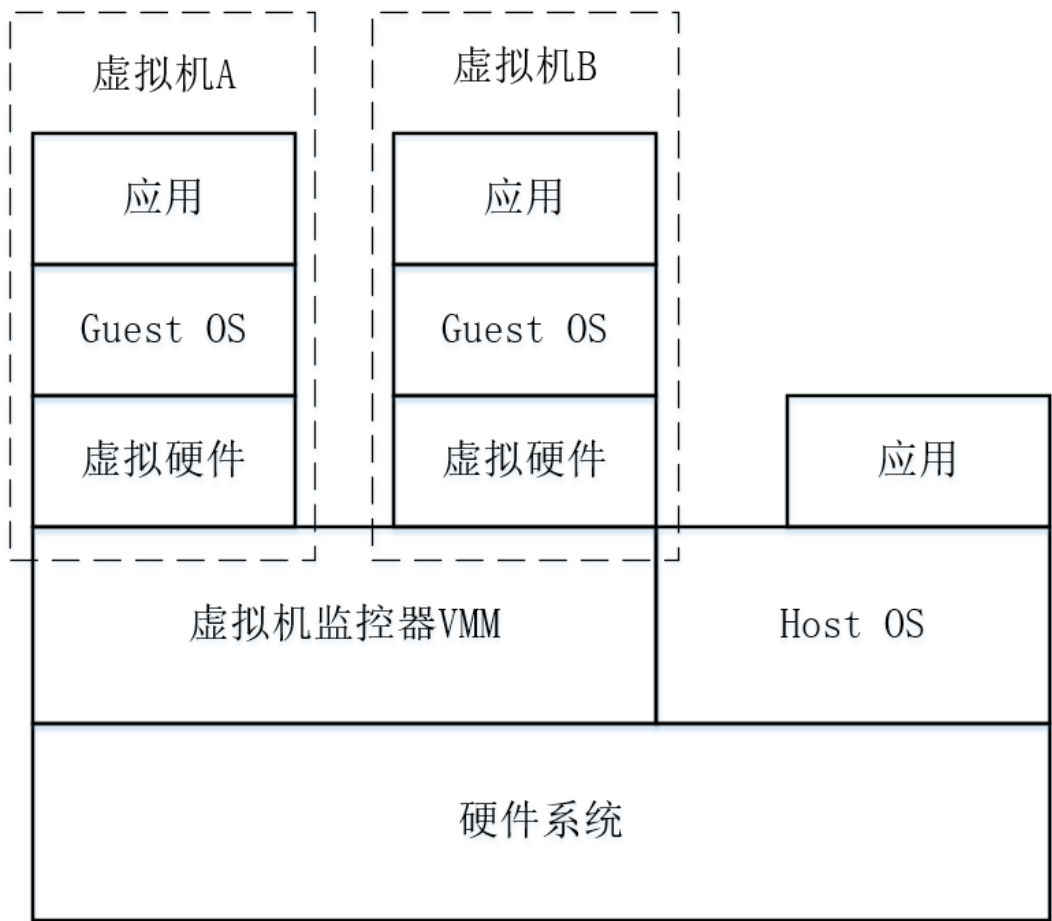 虚拟机A
虚拟机B
应用
应用
Guest OS
Guest OS
虚拟硬件
虚拟硬件
应用
虚拟机监控器VMM
Host OS
硬件系统